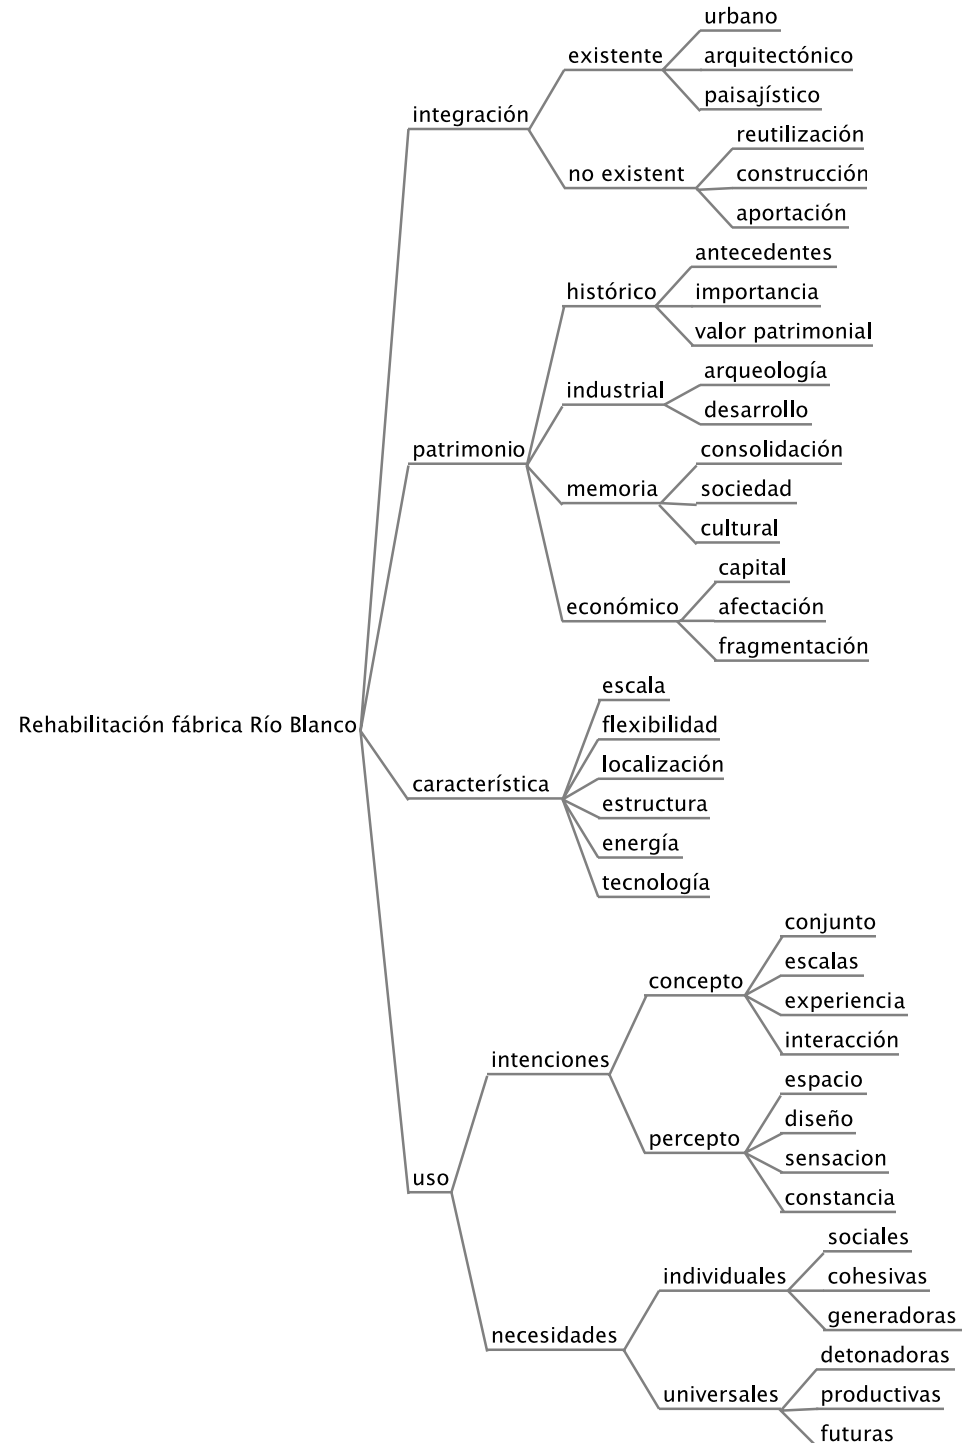 urbano
existente
arquitectónico
paisajístico
integración
reutilización
no existent
construcción
aportación
antecedentes
histórico
importancia
valor patrimonial
arqueología
industrial
desarrollo
patrimonio
consolidación
memoria
sociedad
cultural
capital
económico
afectación
fragmentación
escala
Rehabilitación fábrica Río Blanco
flexibilidad
localización
característica
estructura
energía
tecnología
conjunto
escalas
concepto
experiencia
interacción
intenciones
espacio
diseño
percepto
sensacion
uso
constancia
sociales
individuales
cohesivas
generadoras
necesidades
detonadoras
universales
productivas
futuras